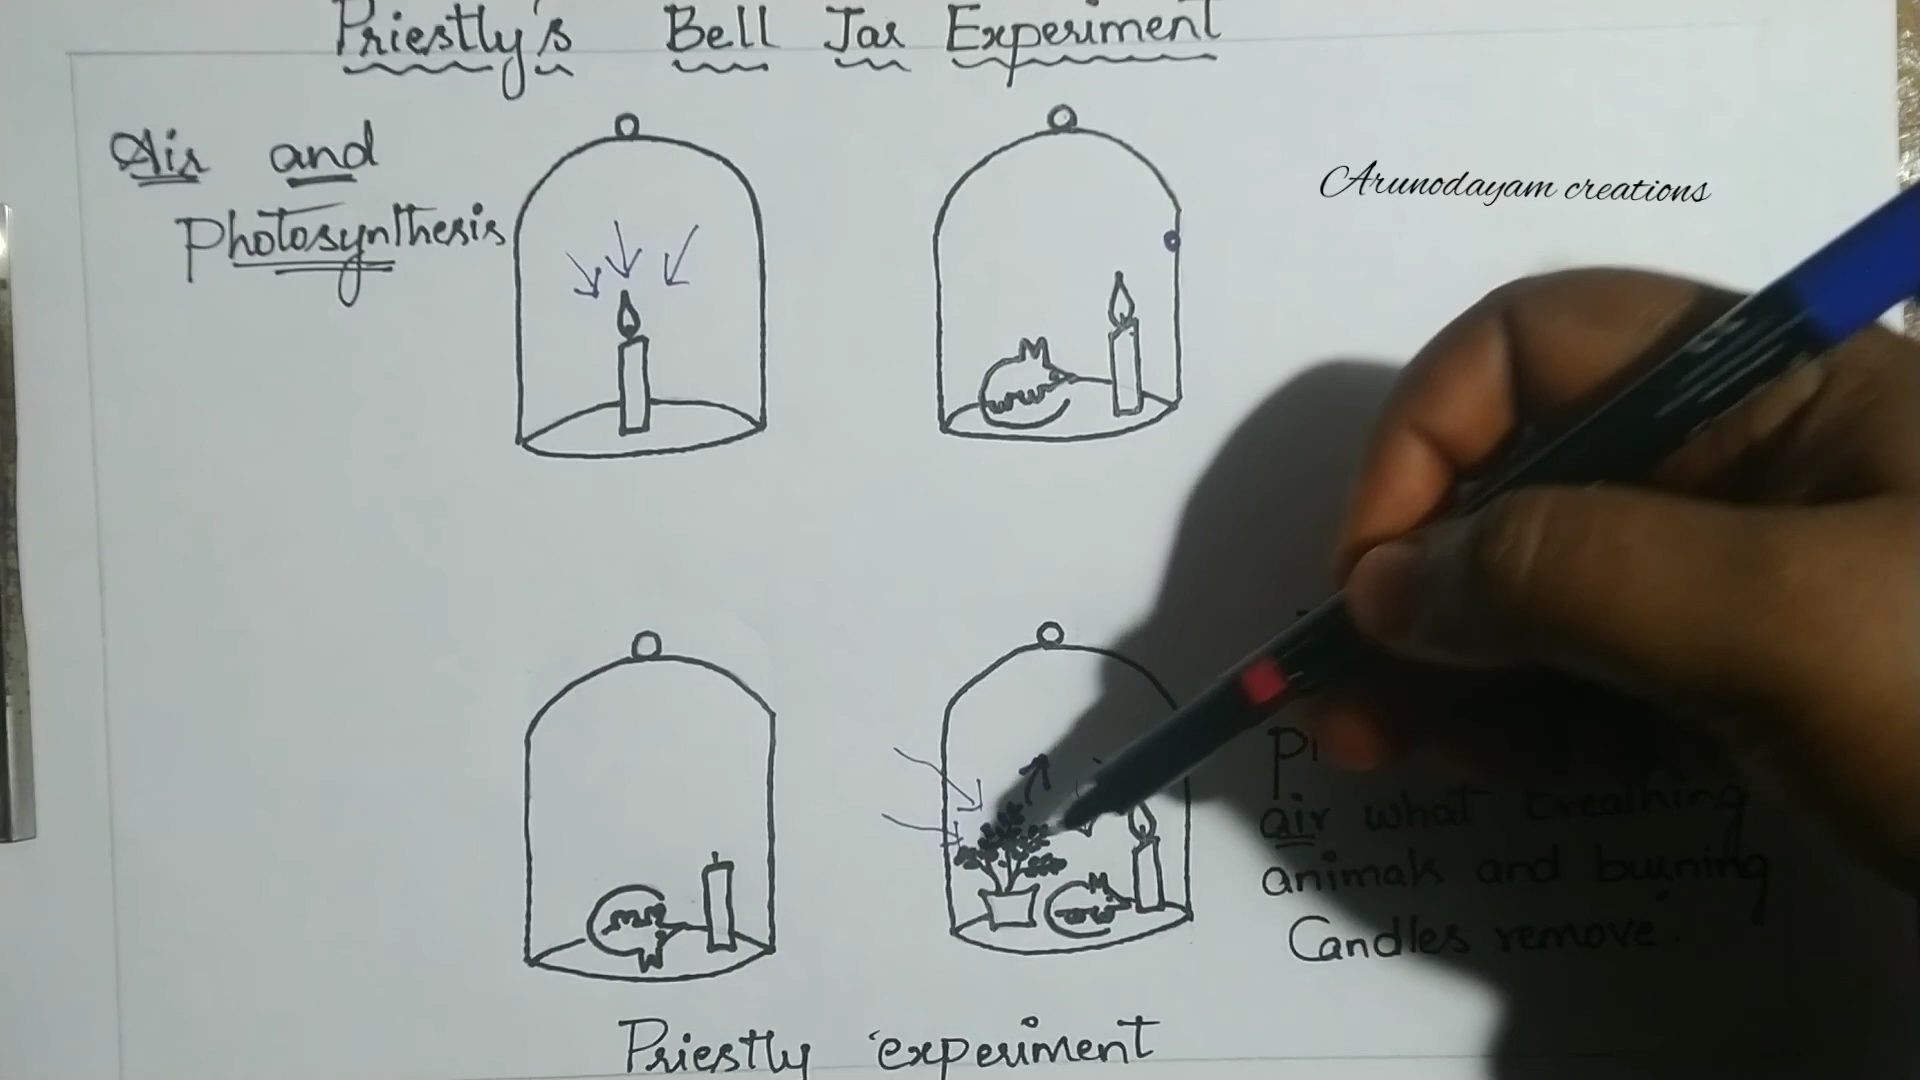 Priestly's Bell Jar Experiment
Air and
Photosynthesis
Arunodayam creations
air what breathing
animals and burning
Candles remove.
Priestly experiment